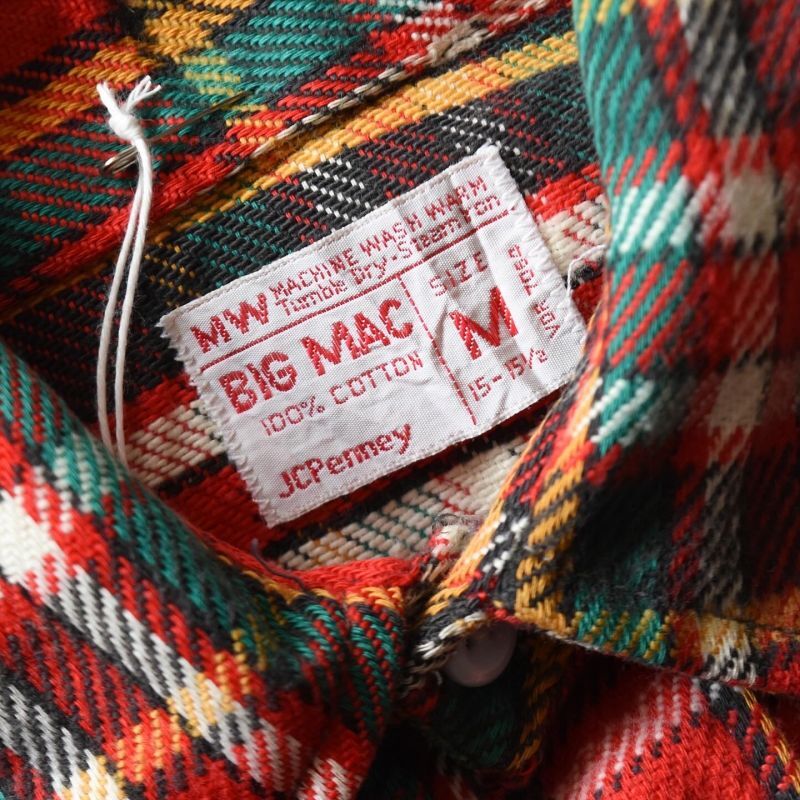 MW MACHINE WASH WARM
Tumble Dry-Steam Iron
BIG MAC
100% COTTON
JCPenney
SIZE
M
15-15½